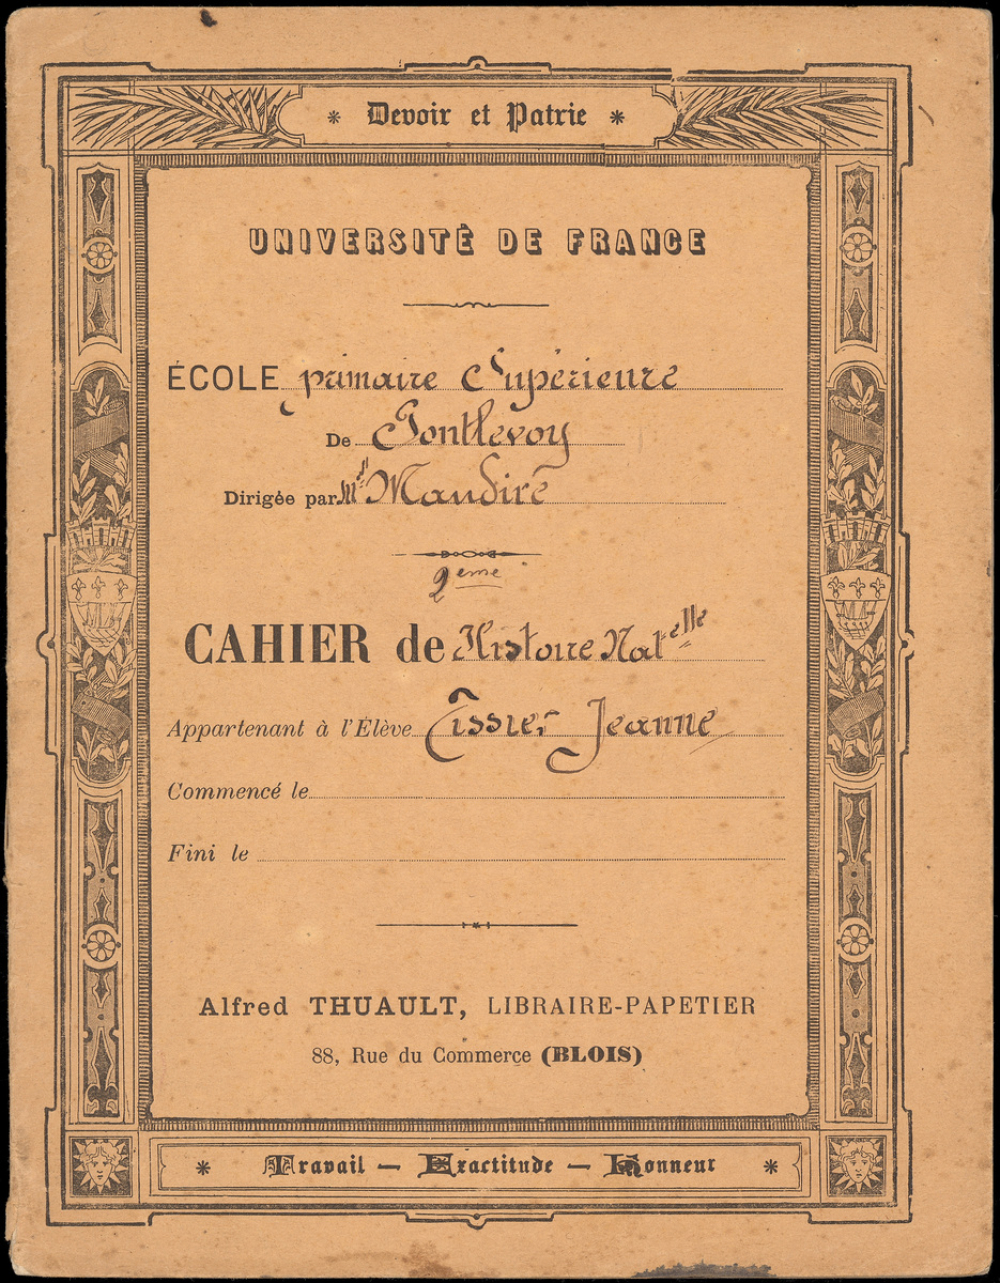 * Devoir et Patrie *
UNIVERSITÉ DE FRANCE
ÉCOLE primaire Supérieure
De Pontlevoy
Dirigée par Melle Mandiré
2ème
CAHIER de Histoire Natelle
Appartenant à l'Élève Tissier Jeanne
Commencé le
Fini le
Alfred THUAULT, LIBRAIRE-PAPETIER
88, Rue du Commerce (BLOIS)
* Travail — Exactitude — Honneur *